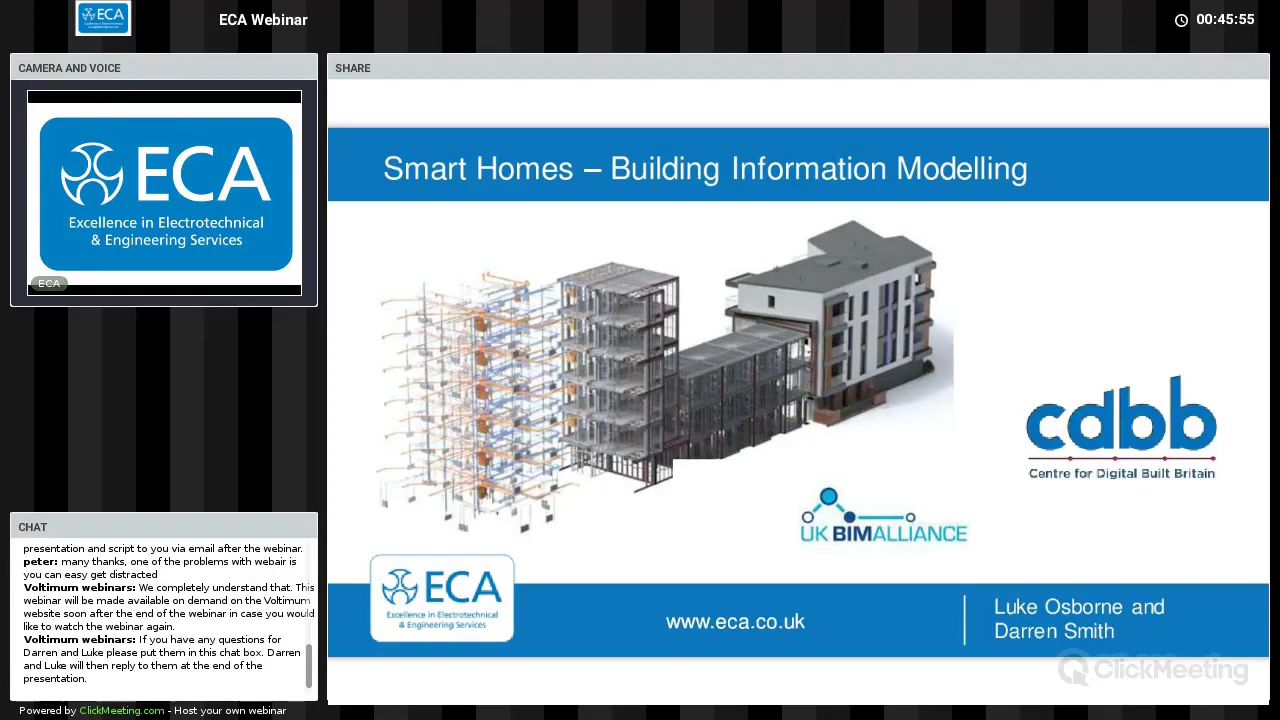 ECA
ECA Webinar
00:45:55
CAMERA AND VOICE
ECA
Excellence in Electrotechnical
& Engineering Services
ECA
SHARE
Smart Homes – Building Information Modelling
cdbb
Centre for Digital Built Britain
UK BIMALLIANCE
ECA
Excellence in Electrotechnical
& Engineering Services
www.eca.co.uk
Luke Osborne and
Darren Smith
ClickMeeting
CHAT
presentation and script to you via email after the webinar.
peter: many thanks, one of the problems with webair is
you can easy get distracted
Voltimum webinars: We completely understand that. This
webinar will be made available on demand on the Voltimum
website soon after the end of the webinar in case you would
like to watch the webinar again.
Voltimum webinars: If you have any questions for
Darren and Luke please put them in this chat box. Darren
and Luke will then reply to them at the end of the
presentation.
Powered by ClickMeeting.com - Host your own webinar